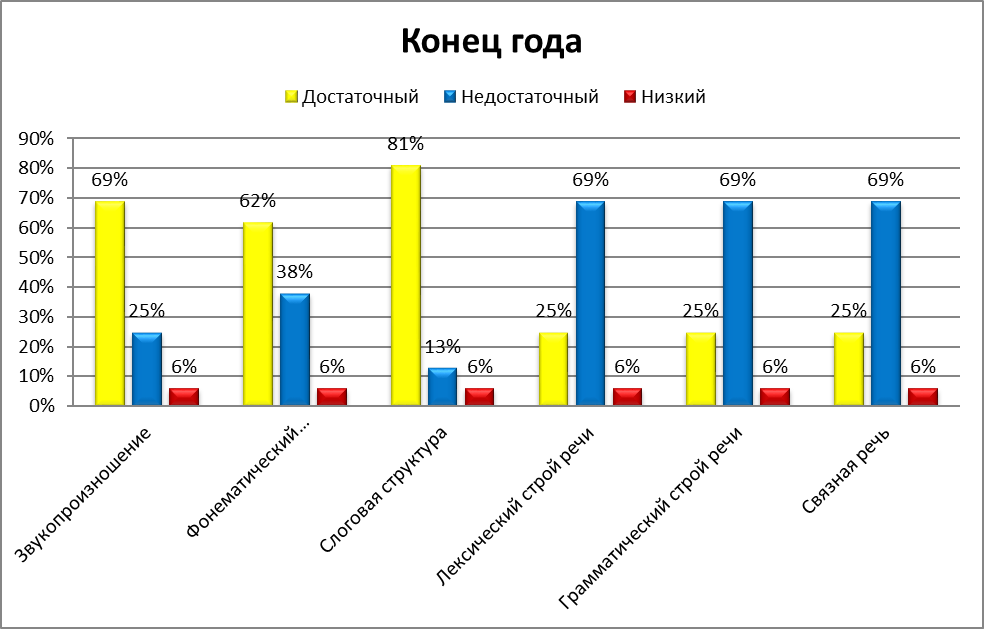 Конец года
Достаточный Недостаточный Низкий
90%
80%
70%
60%
50%
40%
30%
20%
10%
0%
69% 25% 6%
62% 38% 6%
81% 13% 6%
25% 69% 6%
25% 69% 6%
25% 69% 6%
Звукопроизношение
Фонематический...
Слоговая структура
Лексический строй речи
Грамматический строй речи
Связная речь